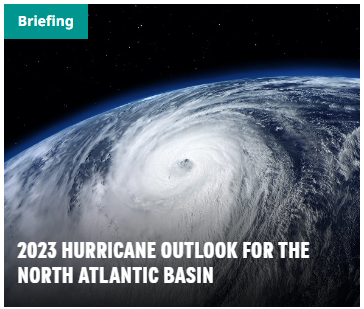 Briefing
2023 HURRICANE OUTLOOK FOR THE
NORTH ATLANTIC BASIN